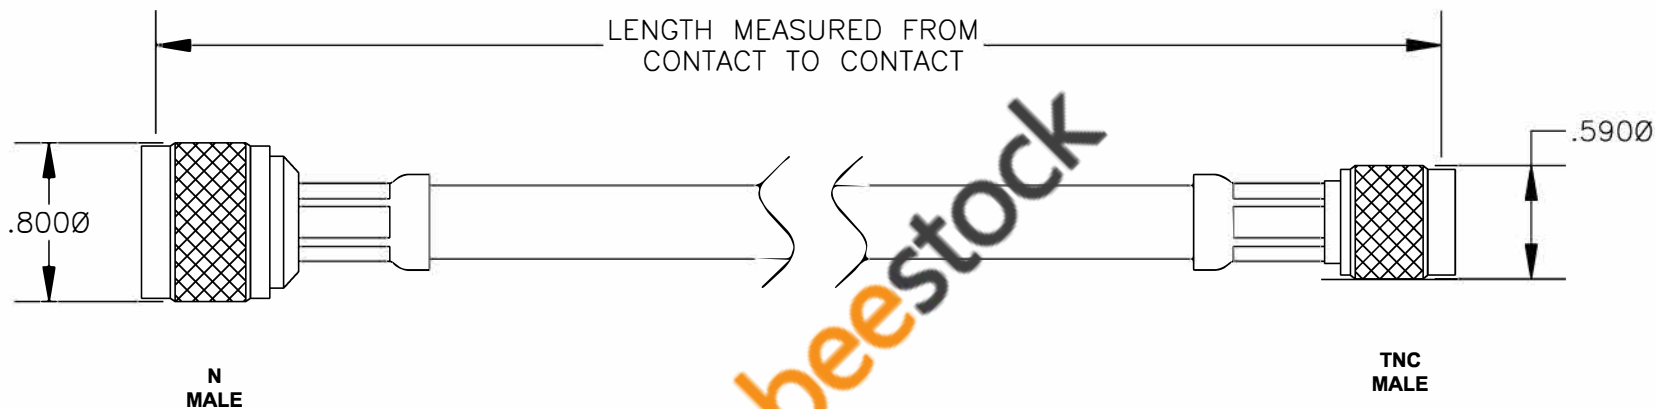 LENGTH MEASURED FROM
CONTACT TO CONTACT
.590Ø
.800Ø
beestock
N
MALE
TNC
MALE